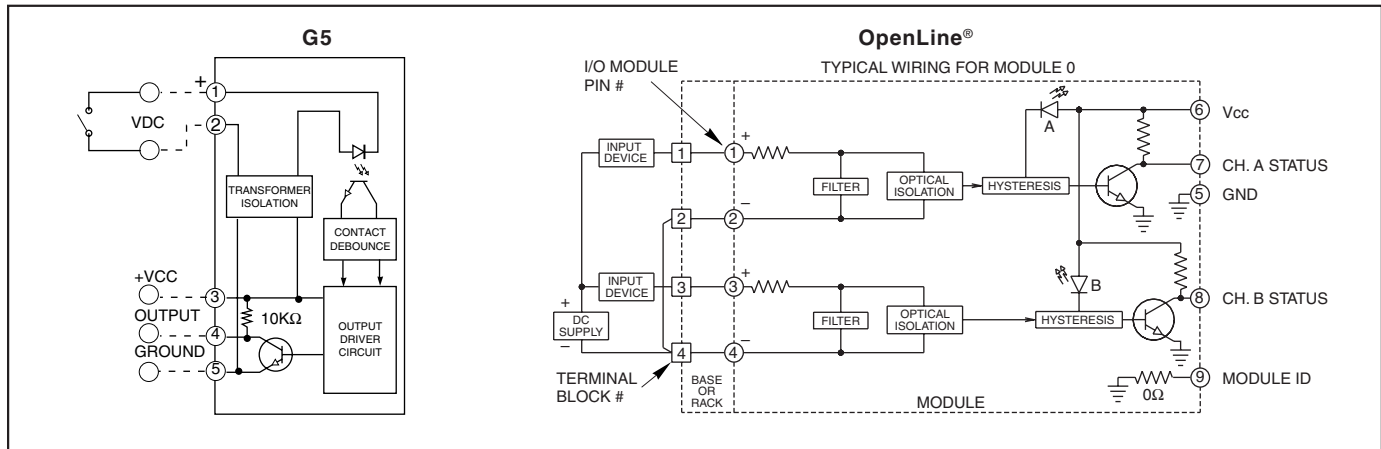 G5
+
1
2
VDC
TRANSFORMER
ISOLATION
CONTACT
DEBOUNCE
+VCC
3
OUTPUT
10KΩ
4
GROUND
5
OUTPUT
DRIVER
CIRCUIT
OpenLine®
I/O MODULE
PIN #
TYPICAL WIRING FOR MODULE 0
A
6
Vcc
INPUT
DEVICE
1
1
+
FILTER
OPTICAL
ISOLATION
HYSTERESIS
7
CH. A STATUS
5
GND
2
2
–
INPUT
DEVICE
3
3
+
B
8
CH. B STATUS
+
DC
SUPPLY
–
FILTER
OPTICAL
ISOLATION
HYSTERESIS
4
4
–
TERMINAL
BLOCK #
BASE
OR
RACK
MODULE
0Ω
9
MODULE ID